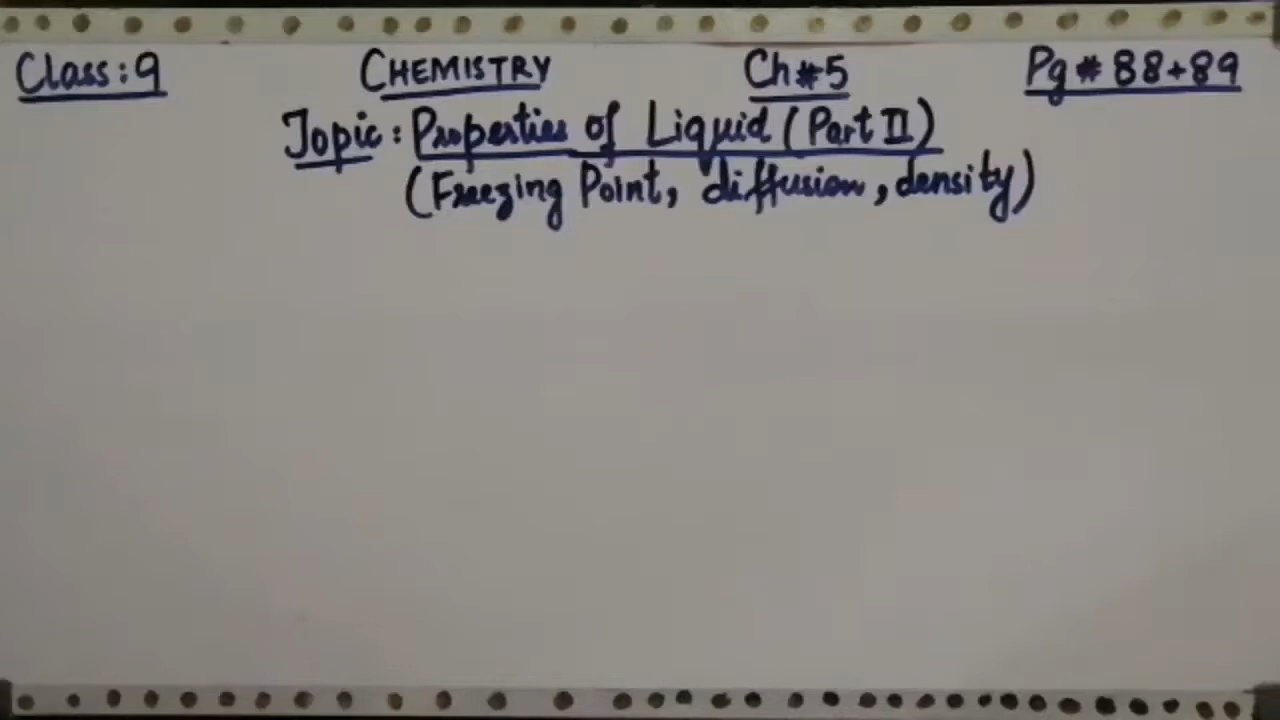 Class: 9 CHEMISTRY Ch#5 Pg # 88+89
Topic: Properties of Liquid (Part II)
(Freezing Point, diffusion, density)